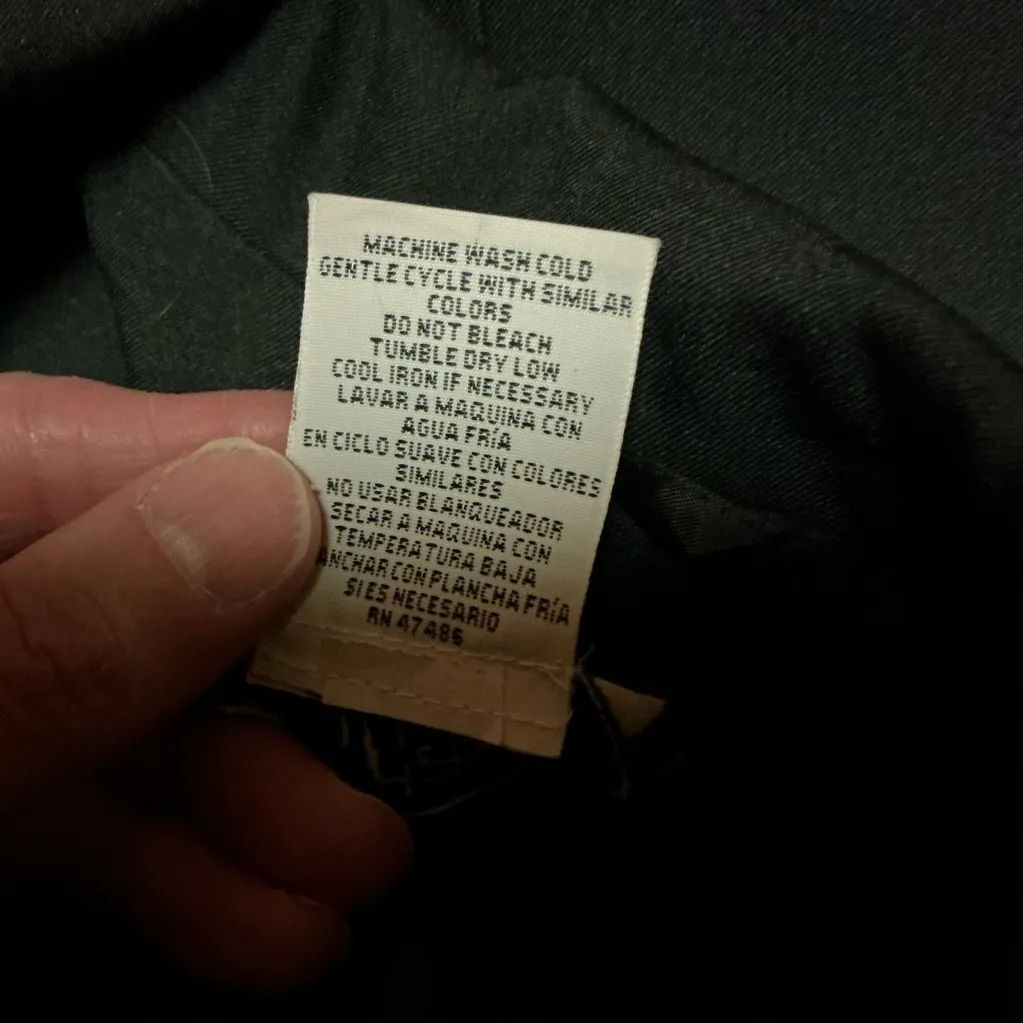 MACHINE WASH COLD
GENTLE CYCLE WITH SIMILAR
COLORS
DO NOT BLEACH
TUMBLE DRY LOW
COOL IRON IF NECESSARY
LAVAR A MAQUINA CON
AGUA FRÍA
EN CICLO SUAVE CON COLORES
SIMILARES
NO USAR BLANQUEADOR
SECAR A MAQUINA CON
TEMPERATURA BAJA
ANCHAR CON PLANCHA FRÍA
SI ES NECESARIO
RN 47486